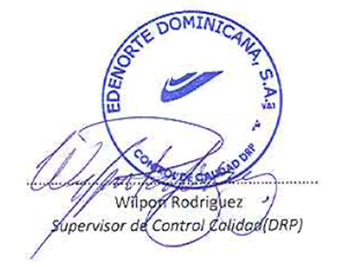 EDENORTE DOMINICANA, S.A.
CONTROL DE CALIDAD DRP
Wilpon Rodriguez
Supervisor de Control Calidad(DRP)